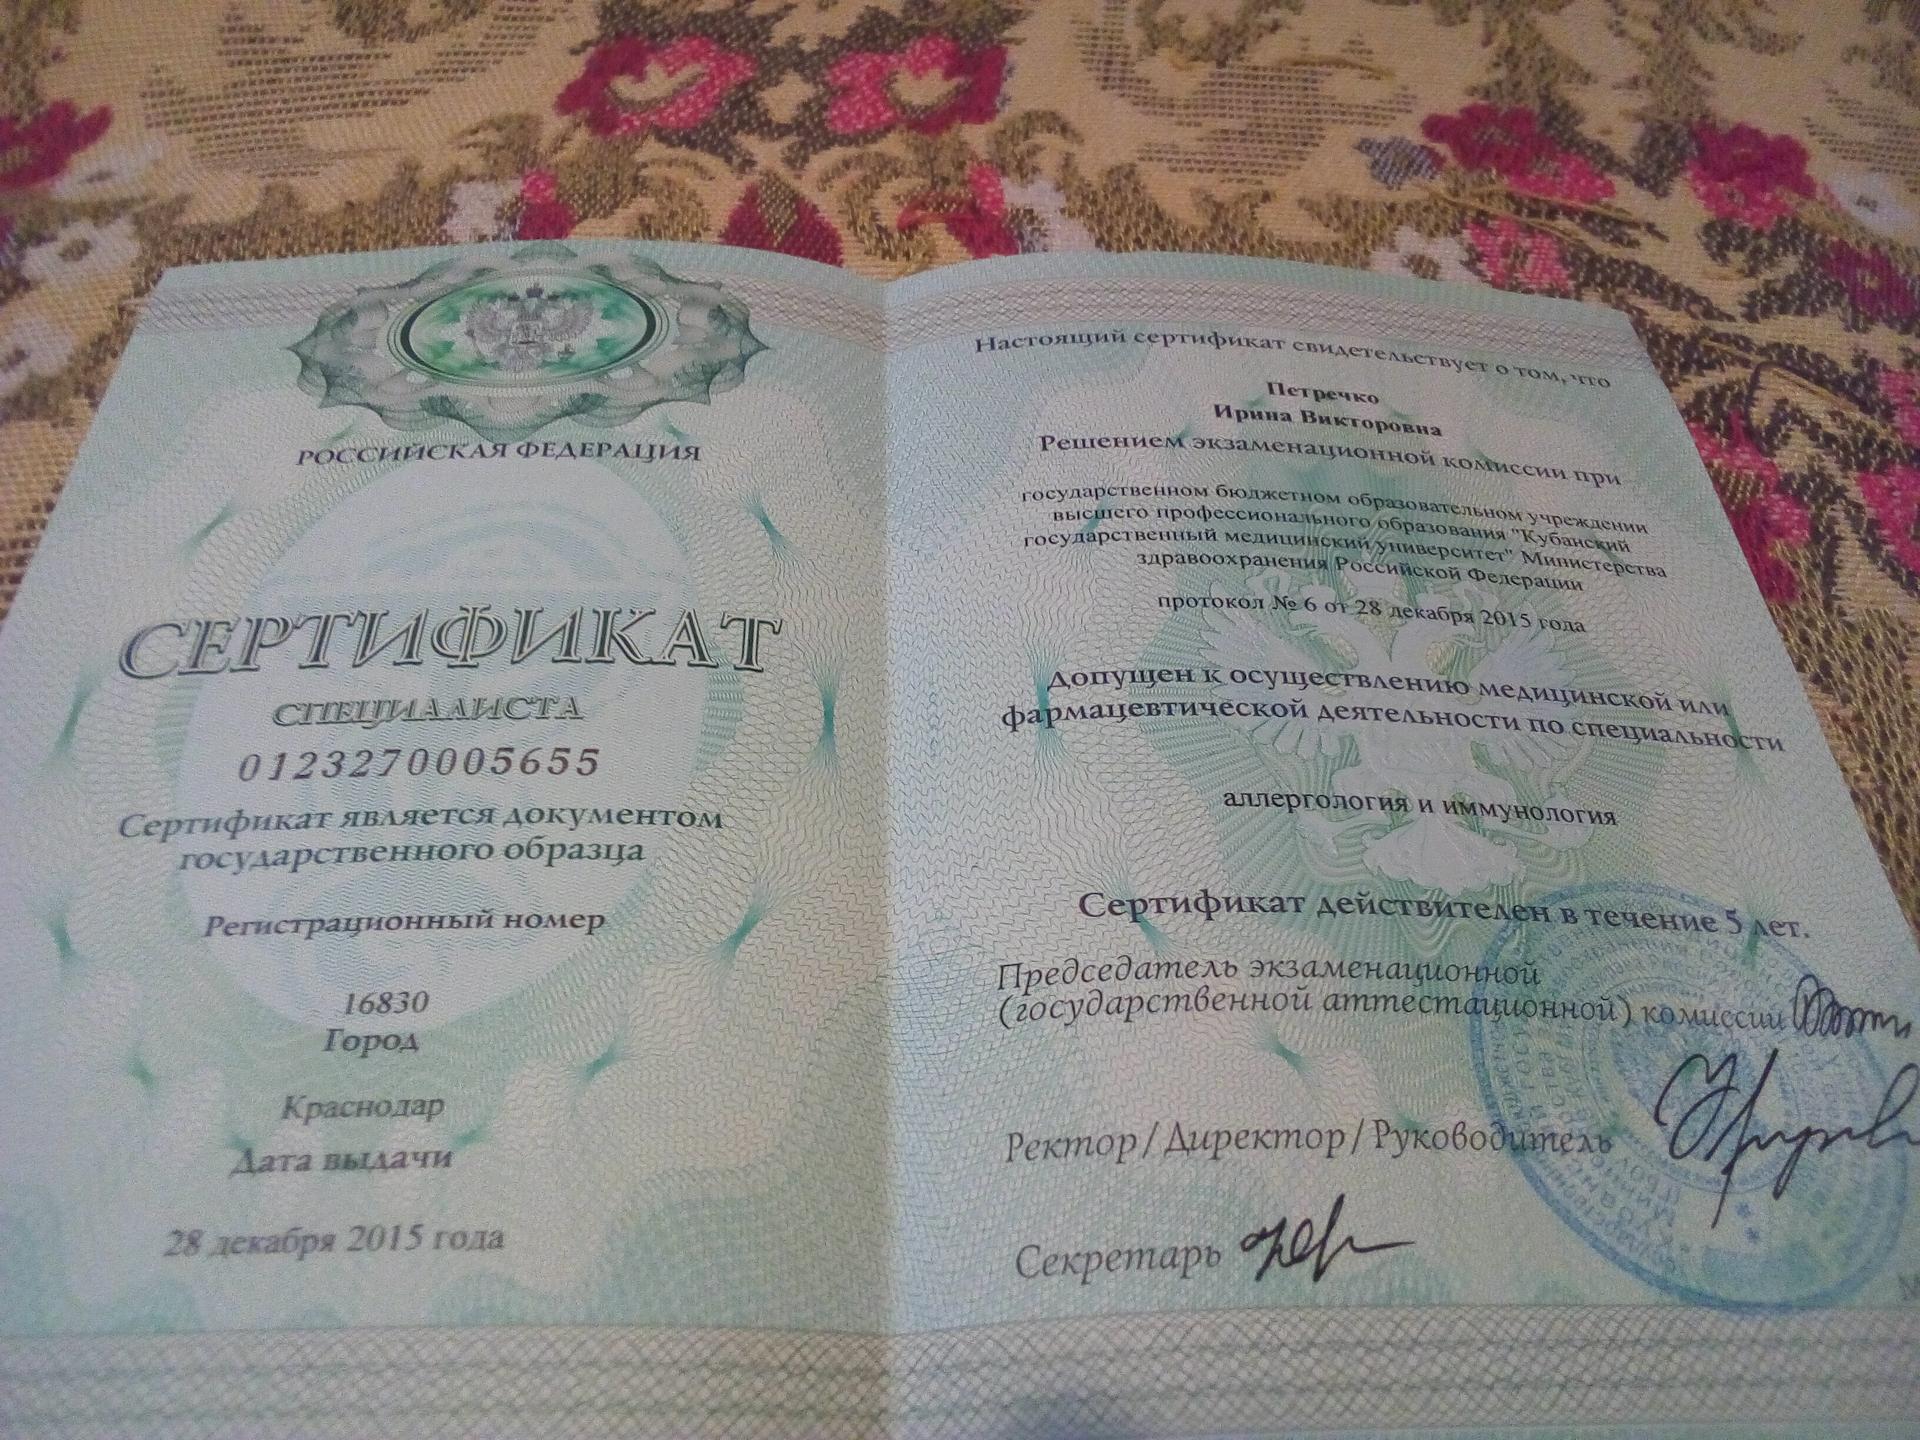 РОССИЙСКАЯ ФЕДЕРАЦИЯ
СЕРТИФИКАТ
СПЕЦИАЛИСТА
0123270005655
Сертификат является документом
государственного образца
Регистрационный номер
16830
Город
Краснодар
Дата выдачи
28 декабря 2015 года
Настоящий сертификат свидетельствует о том, что
Петречко
Ирина Викторовна
Решением экзаменационной комиссии при
государственном бюджетном образовательном учреждении
высшего профессионального образования "Кубанский
государственный медицинский университет" Министерства
здравоохранения Российской Федерации
протокол № 6 от 28 декабря 2015 года
допущен к осуществлению медицинской или
фармацевтической деятельности по специальности
аллергология и иммунология
Сертификат действителен в течение 5 лет.
Председатель экзаменационной
(государственной аттестационной) комиссии
Ректор/Директор/Руководитель
Секретарь